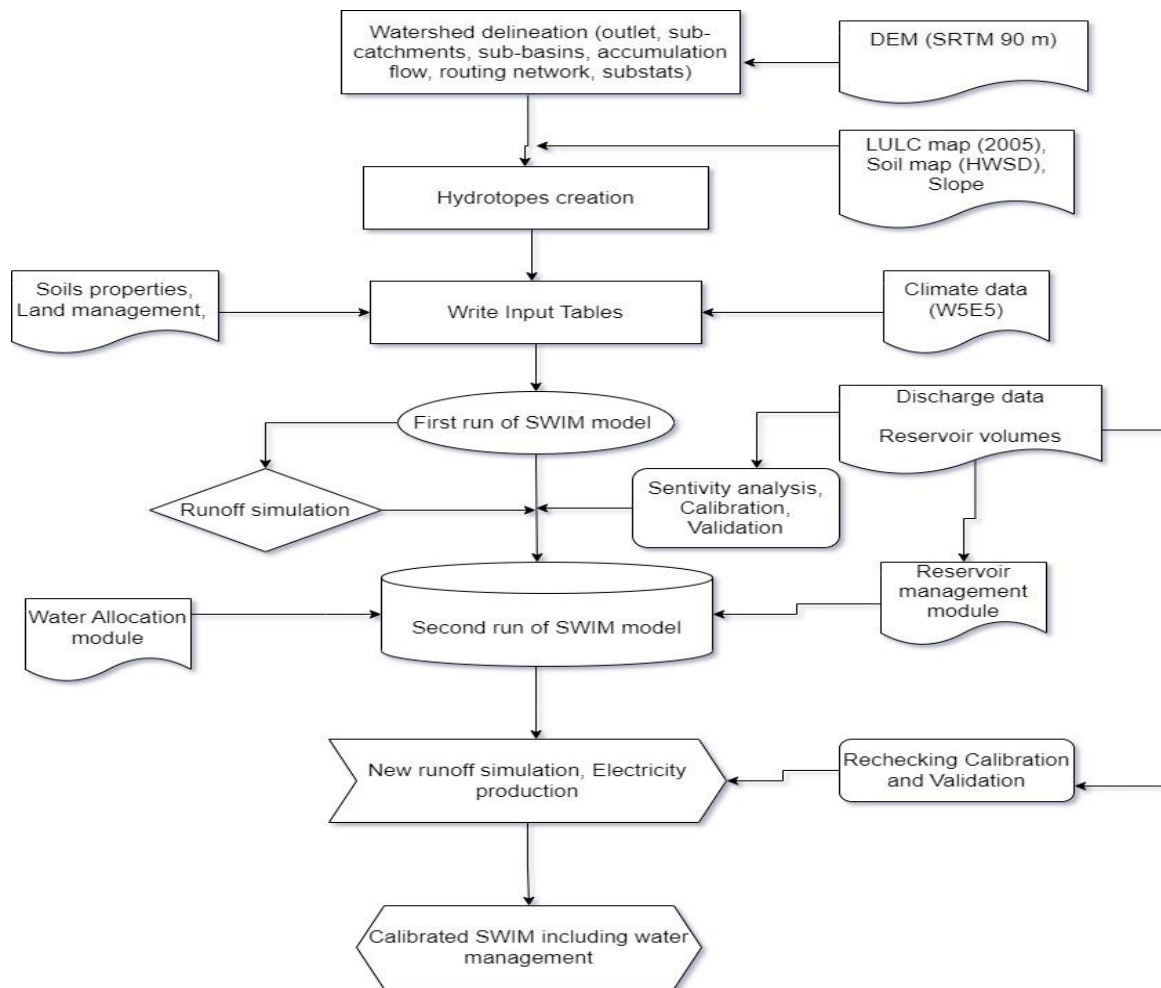 Watershed delineation (outlet, sub-
catchments, sub-basins, accumulation
flow, routing network, substats)
DEM (SRTM 90 m)
LULC map (2005),
Soil map (HWSD),
Slope
Hydrotopes creation
Soils properties,
Land management,
Write Input Tables
Climate data
(W5E5)
First run of SWIM model
Discharge data
Reservoir volumes
Runoff simulation
Sentivity analysis,
Calibration,
Validation
Water Allocation
module
Second run of SWIM model
Reservoir
management
module
New runoff simulation, Electricity
production
Rechecking Calibration
and Validation
Calibrated SWIM including water
management